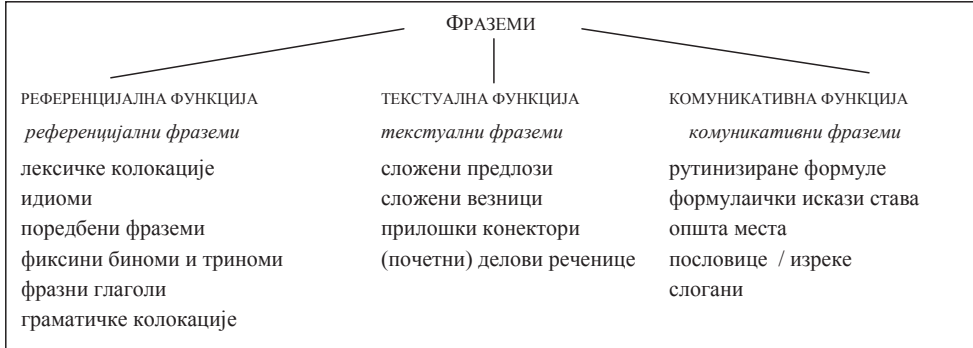 ФРАЗЕМИ
РЕФЕРЕНЦИЈАЛНА ФУНКЦИЈА
референцијални фраземи
лексичке колокације
идиоми
поредбени фраземи
фиксини биноми и триноми
фразни глаголи
граматичке колокације
ТЕКСТУАЛНА ФУНКЦИЈА
текстуални фраземи
сложени предлози
сложени везници
прилошки конектори
(почетни) делови реченице
КОМУНИКАТИВНА ФУНКЦИЈА
комуникативни фраземи
рутинизиране формуле
формулаички искази става
општа места
пословице / изреке
слогани